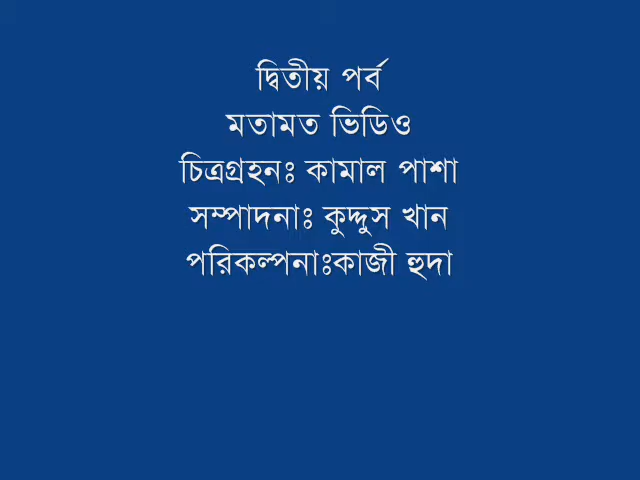 দ্বিতীয় পর্ব
মতামত ভিডিও
চিত্রগ্রহনঃ কামাল পাশা
সম্পাদনাঃ কুদ্দুস খান
পরিকল্পনাঃকাজী হুদা